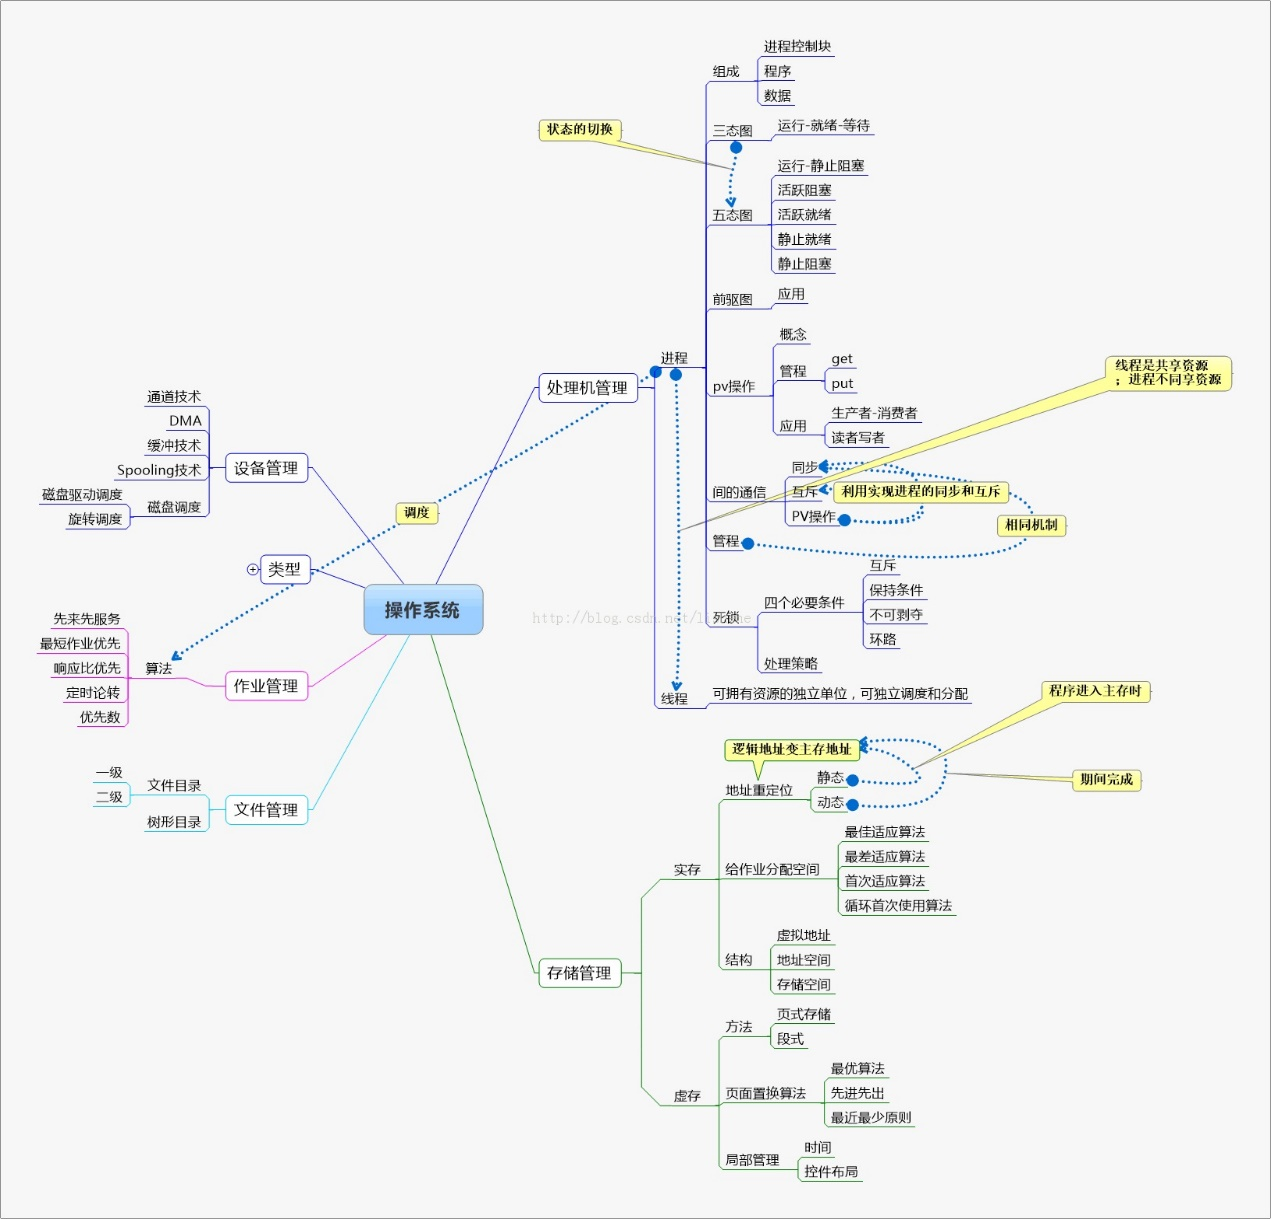 操作系统
处理机管理
进程
组成
进程控制块
程序
数据
三态图
运行-就绪-等待
状态的切换
五态图
运行-静止阻塞
活跃阻塞
活跃就绪
静止就绪
静止阻塞
前驱图
应用
pv操作
概念
管程
get
put
应用
生产者-消费者
读者写者
间的通信
同步
互斥
PV操作
利用实现进程的同步和互斥
相同机制
管程
死锁
四个必要条件
互斥
保持条件
不可剥夺
环路
处理策略
线程
可拥有资源的独立单位，可独立调度和分配
线程是共享资源
；进程不同享资源
调度
设备管理
通道技术
DMA
缓冲技术
Spooling技术
磁盘调度
磁盘驱动调度
旋转调度
类型
作业管理
算法
先来先服务
最短作业优先
响应比优先
定时论转
优先数
文件管理
文件目录
一级
二级
树形目录
存储管理
实存
地址重定位
逻辑地址变主存地址
静态
动态
程序进入主存时
期间完成
给作业分配空间
最佳适应算法
最差适应算法
首次适应算法
循环首次使用算法
结构
虚拟地址
地址空间
存储空间
虚存
方法
页式存储
段式
页面置换算法
最优算法
先进先出
最近最少原则
局部管理
时间
控件布局